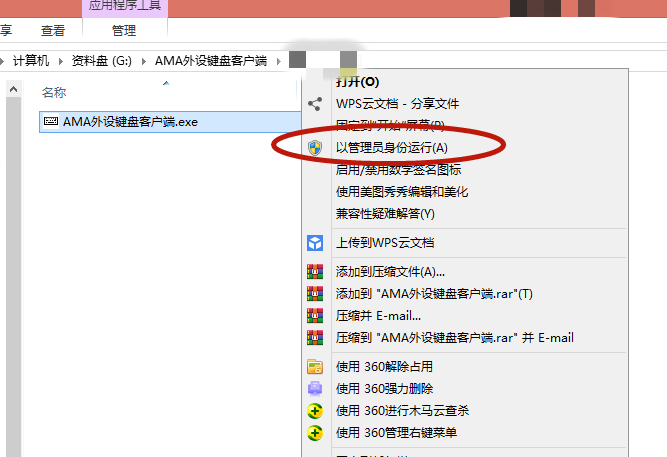 应用程序工具
享 查看 管理
计算机 资料盘 (G:) AMA外设键盘客户端
名称
AMA外设键盘客户端.exe
打开(O)
WPS云文档 - 分享文件
固定到"开始"屏幕(P)
以管理员身份运行(A)
启用/禁用数字签名图标
使用美图秀秀编辑和美化
兼容性疑难解答(Y)
上传到WPS云文档
添加到压缩文件(A)...
添加到 "AMA外设键盘客户端.rar"(T)
压缩并 E-mail...
压缩到 "AMA外设键盘客户端.rar" 并 E-mail
使用 360解除占用
使用 360强力删除
使用 360进行木马云查杀
使用 360管理右键菜单